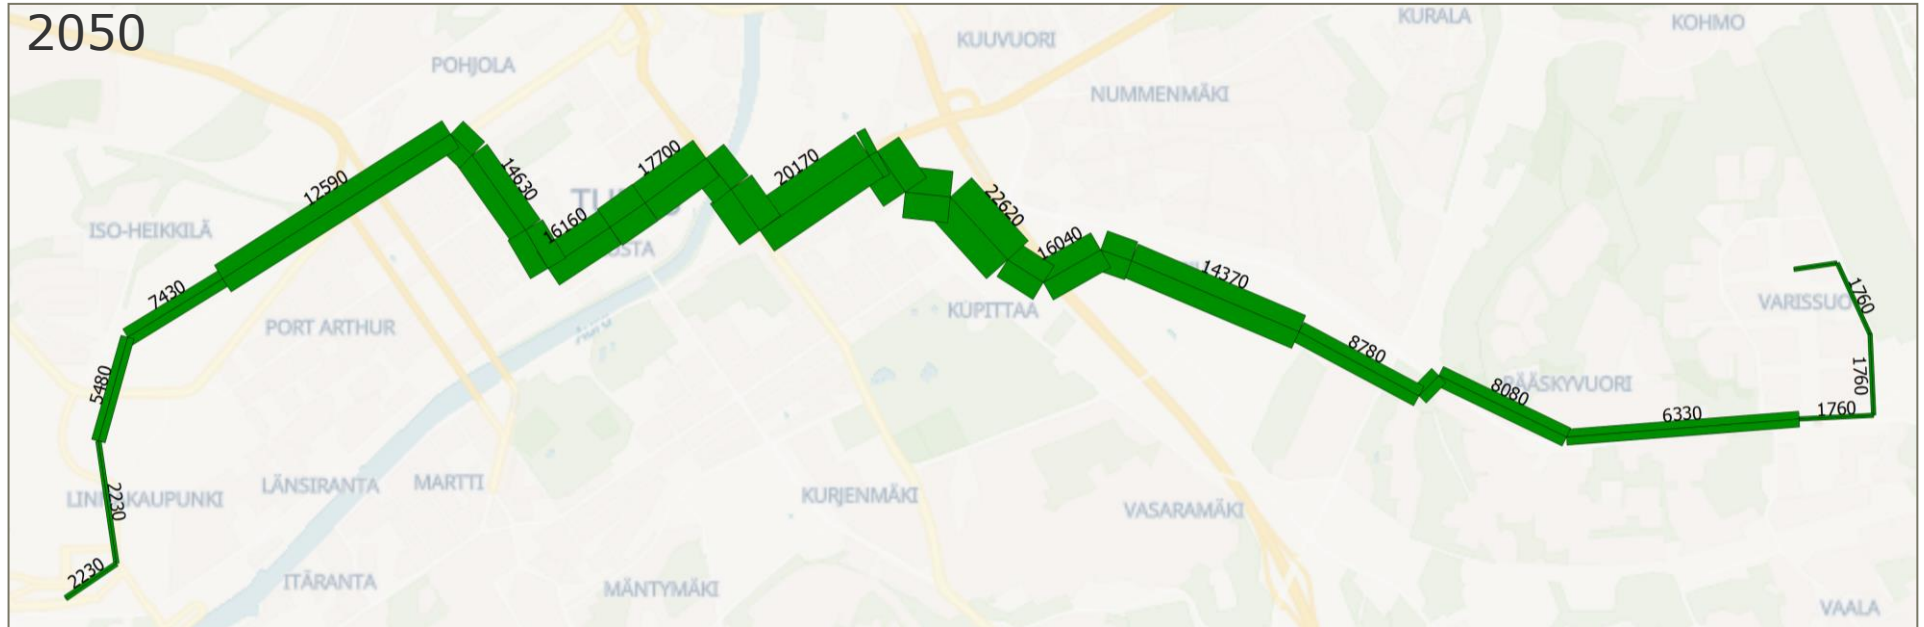 2050
KURALA
KOHMO
KUUVUORI
POHJOLA
NUMMENMÄKI
17700
20170
14630
12590
22620
16160
16040
ISO-HEIKKILÄ
14370
7430
1760
VARISSUO
KUPITTAA
PORT ARTHUR
8780
5480
1760
PÄÄSKYVUORI
8080
6330
1760
2230
LÄNSIRANTA
MARTTI
KURJENMÄKI
VASARAMÄKI
2230
ITÄRANTA
MÄNTYMÄKI
VAALA